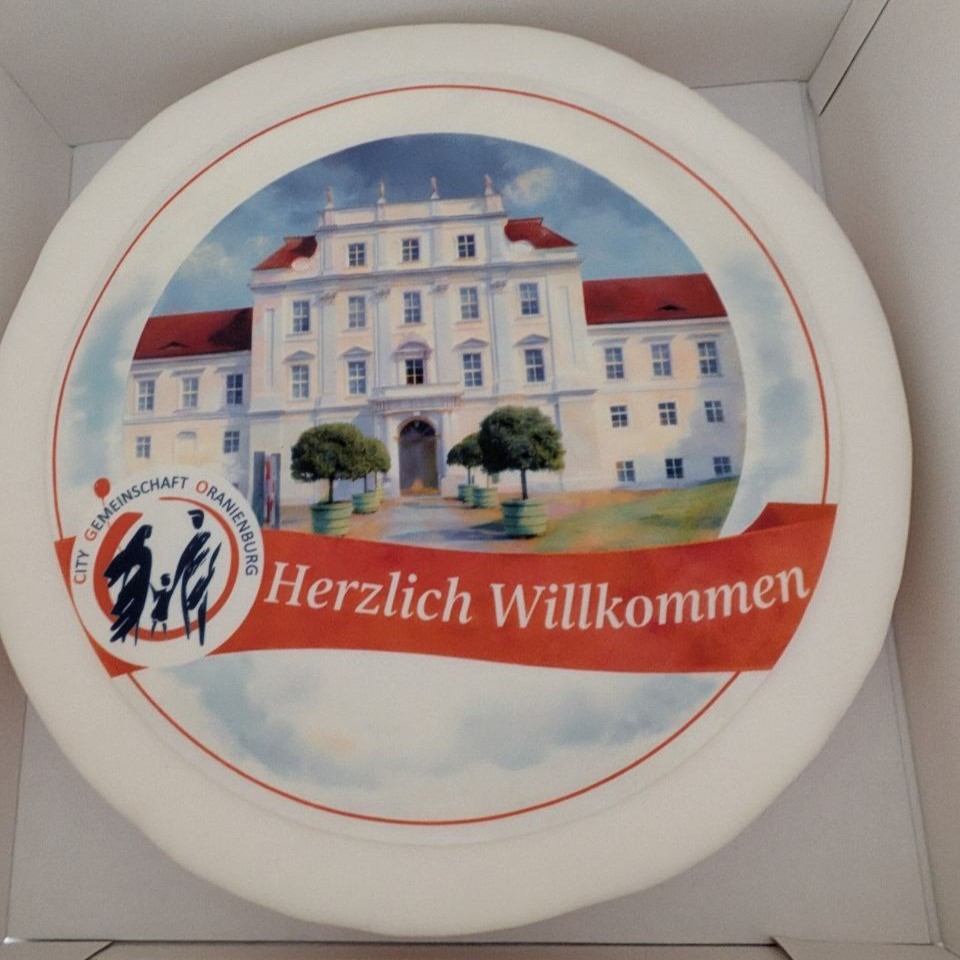 CITY GEMEINSCHAFT ORANIENBURG
Herzlich Willkommen